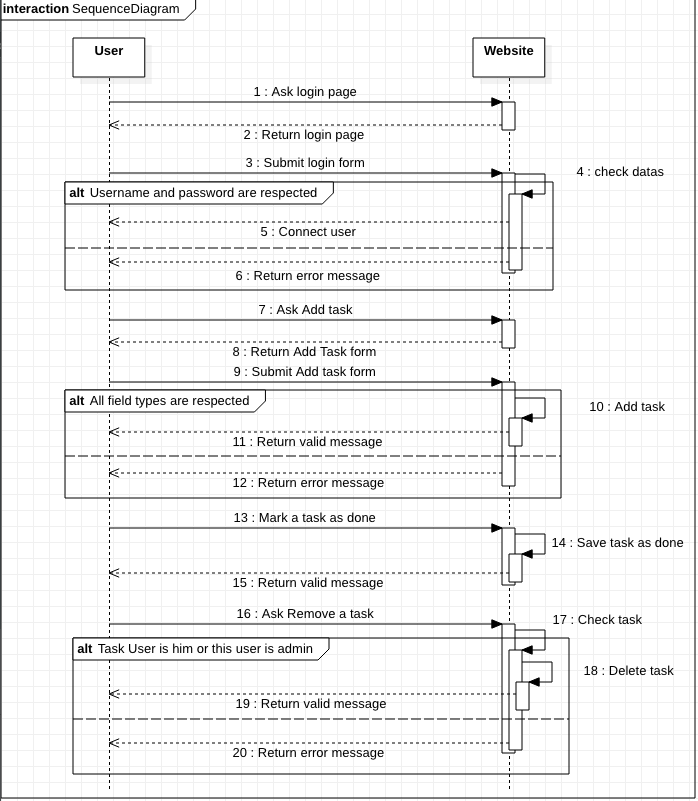 interaction SequenceDiagram
User
Website
1 : Ask login page
2 : Return login page
3 : Submit login form
4 : check datas
alt Username and password are respected
5 : Connect user
6 : Return error message
7 : Ask Add task
8 : Return Add Task form
9 : Submit Add task form
alt All field types are respected
10 : Add task
11 : Return valid message
12 : Return error message
13 : Mark a task as done
14 : Save task as done
15 : Return valid message
16 : Ask Remove a task
17 : Check task
alt Task User is him or this user is admin
18 : Delete task
19 : Return valid message
20 : Return error message